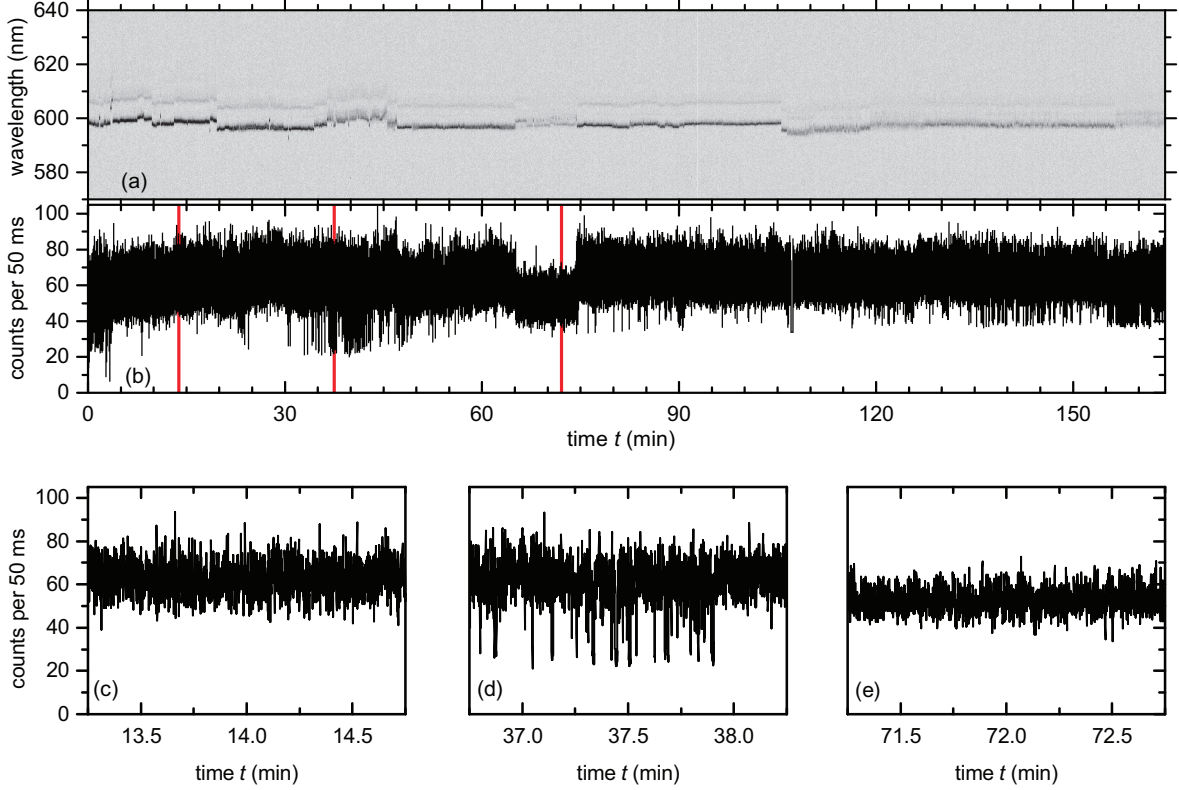 640
620
600
580
wavelength (nm)
(a)
100
80
60
40
20
0
counts per 50 ms
(b)
0 30 60 90 120 150
time t (min)
100
80
60
40
20
0
counts per 50 ms
(c) (d) (e)
13.5 14.0 14.5 37.0 37.5 38.0 71.5 72.0 72.5
time t (min) time t (min) time t (min)